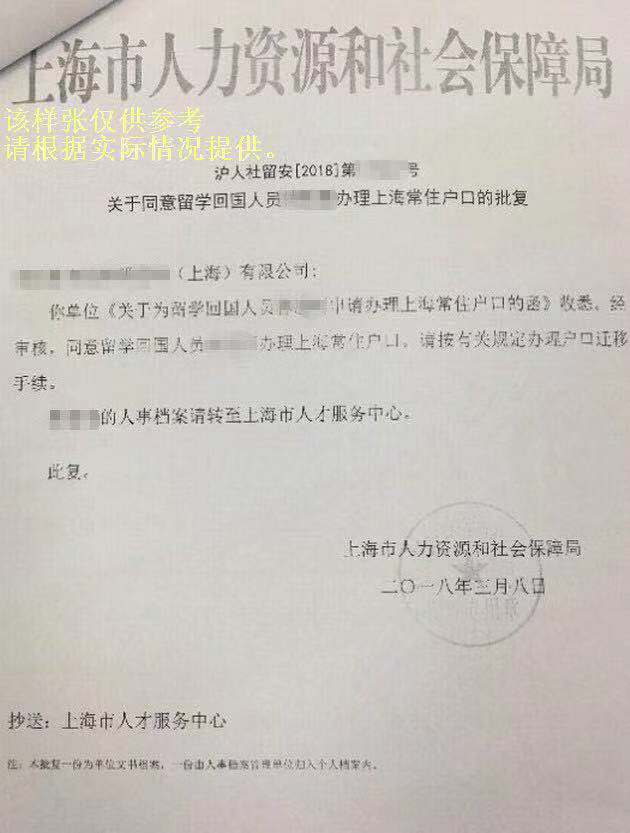 上海市人力资源和社会保障局
该样张仅供参考
请根据实际情况提供。
沪人社留安[2018]第 号
关于同意留学回国人员 办理上海常住户口的批复
（上海）有限公司：
你单位《关于为留学回国人员 申请办理上海常住户口的函》收悉。经
审核，同意留学回国人员 办理上海常住户口。请按有关规定办理户口迁移
手续。
的人事档案请转至上海市人才服务中心。
此复。
上海市人力资源和社会保障局
二〇一八年三月八日
抄送：上海市人才服务中心
注：本批复一份为单位文书档案，一份由人事档案管理单位归入个人档案内。